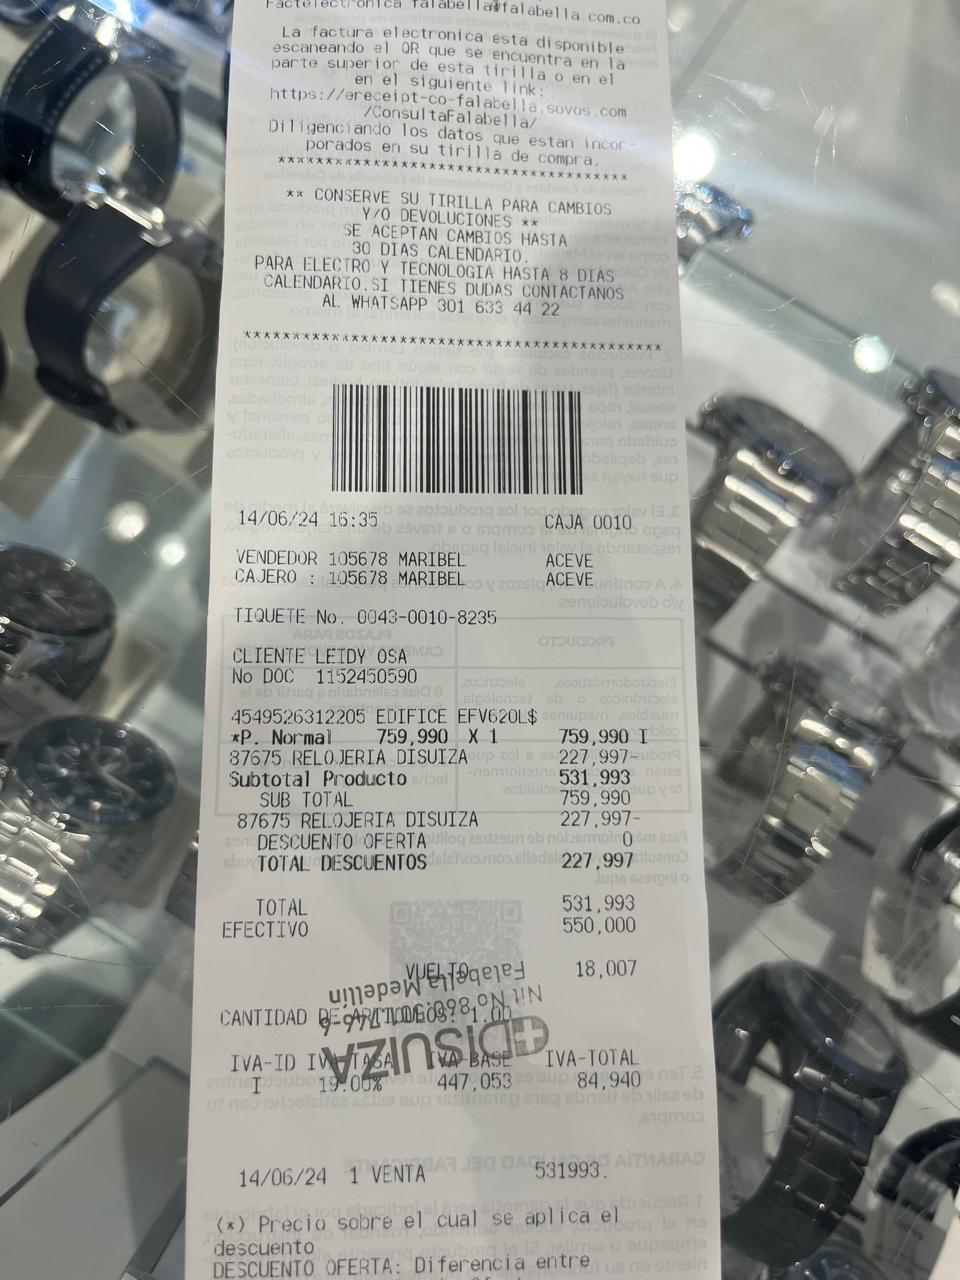 Factelectronica falabella@falabella.com.co
La factura electronica esta disponible
escaneando el QR que se encuentra en la
parte superior de esta tirilla o en el
en el siguiente link:
https://ereceipt-co-falabella.sovos.com
/ConsultaFalabella/
Diligenciando los datos que estan incor-
porados en su tirilla de compra.
*************************************
** CONSERVE SU TIRILLA PARA CAMBIOS
Y/O DEVOLUCIONES **
SE ACEPTAN CAMBIOS HASTA
30 DIAS CALENDARIO.
PARA ELECTRO Y TECNOLOGIA HASTA 8 DIAS
CALENDARIO.SI TIENES DUDAS CONTACTANOS
AL WHATSAPP 301 633 44 22
********************************************
14/06/24 16:35 CAJA 0010
VENDEDOR 105678 MARIBEL ACEVE
CAJERO : 105678 MARIBEL ACEVE
TIQUETE No. 0043-0010-8235
CLIENTE LEIDY OSA
No DOC 1152450590
4549526312205 EDIFICE EFV620L$
*P. Normal 759,990 X 1 759,990 I
87675 RELOJERIA DISUIZA 227,997-
Subtotal Producto 531,993
SUB TOTAL 759,990
87675 RELOJERIA DISUIZA 227,997-
DESCUENTO OFERTA 0
TOTAL DESCUENTOS 227,997
TOTAL 531,993
EFECTIVO 550,000
VUELTO 18,007
CANTIDAD DE ARTICULOS: 1.00
IVA-ID IVA-TASA IVA-BASE IVA-TOTAL
I 19.00% 447,053 84,940
DISUIZA
Falabella Medellín
14/06/24 1 VENTA 531993.
(*) Precio sobre el cual se aplica el
descuento
DESCUENTO OFERTA: Diferencia entre